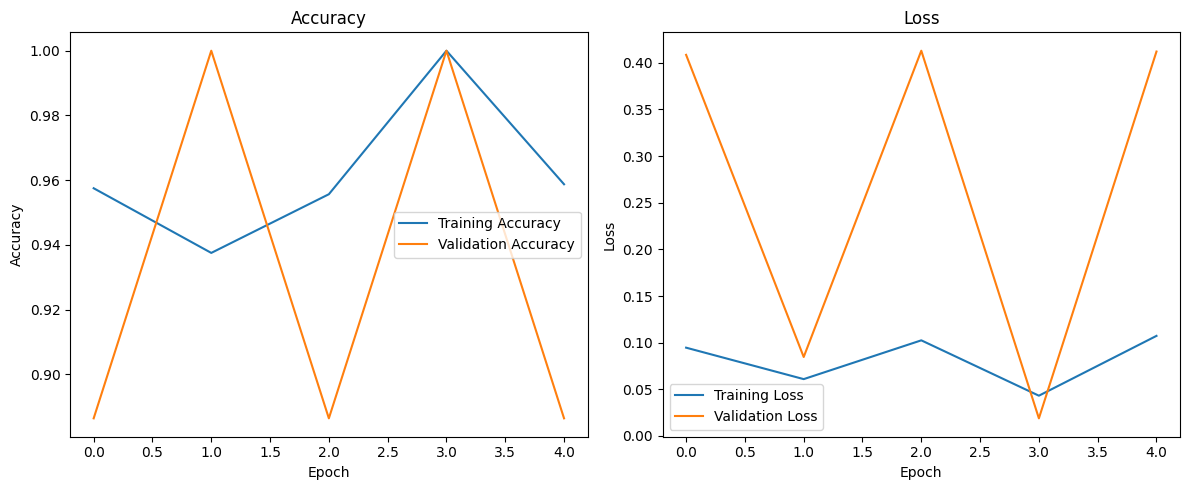 Accuracy
1.00
0.98
0.96
0.94
0.92
0.90
Accuracy
Training Accuracy
Validation Accuracy
0.0 0.5 1.0 1.5 2.0 2.5 3.0 3.5 4.0
Epoch
Loss
0.40
0.35
0.30
0.25
0.20
0.15
0.10
0.05
0.00
Loss
Training Loss
Validation Loss
0.0 0.5 1.0 1.5 2.0 2.5 3.0 3.5 4.0
Epoch